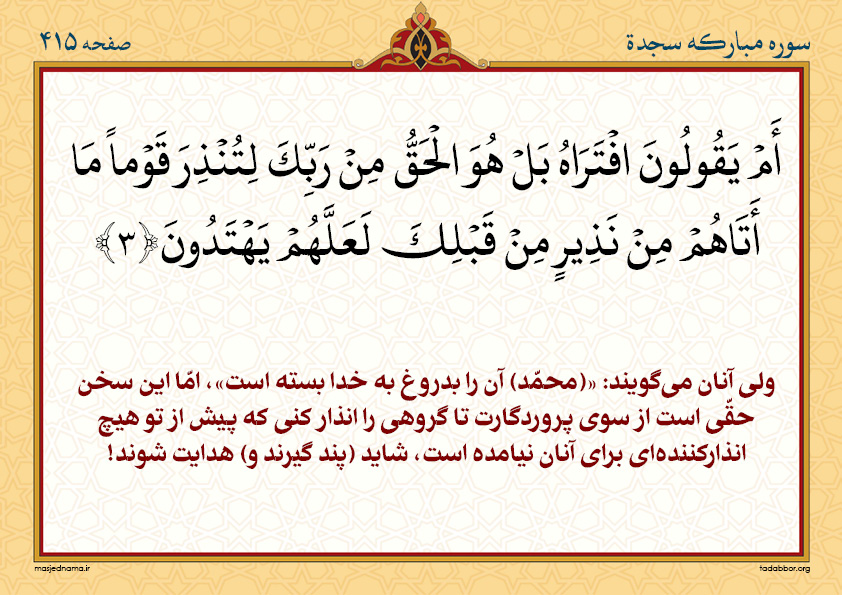 سوره مبارکه سجدة
صفحه ۴۱۵
أَمْ يَقُولُونَ افْتَرَاهُ بَلْ هُوَ الْحَقُّ مِنْ رَبِّكَ لِتُنْذِرَ قَوْماً مَا
أَتَاهُمْ مِنْ نَذِيرٍ مِنْ قَبْلِكَ لَعَلَّهُمْ يَهْتَدُونَ ﴿۳﴾
ولی آنان می‌گویند: «(محمّد) آن را بدروغ به خدا بسته است»، امّا این سخن
حقّی است از سوی پروردگارت تا گروهی را انذار کنی که پیش از تو هیچ
انذارکننده‌ای برای آنان نیامده است، شاید (پند گیرند و) هدایت شوند!
masjednama.ir
tadabbor.org